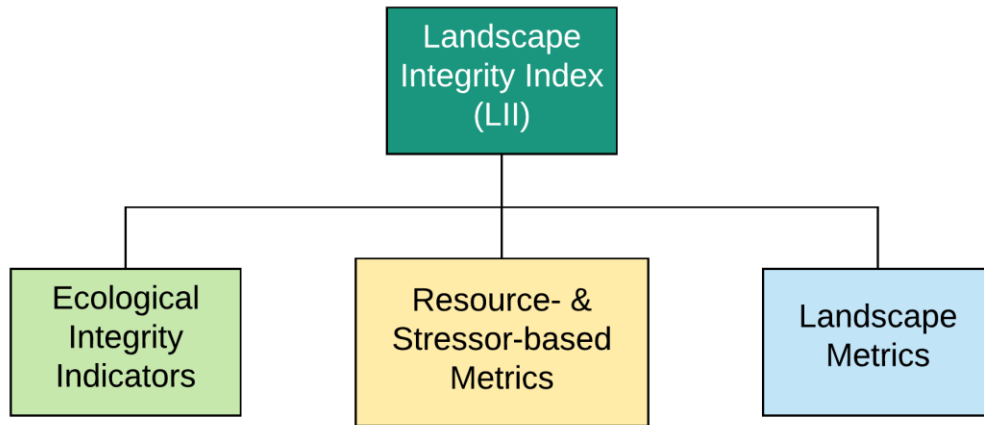 Landscape
Integrity Index
(LII)
Ecological
Integrity
Indicators
Resource- &
Stressor-based
Metrics
Landscape
Metrics